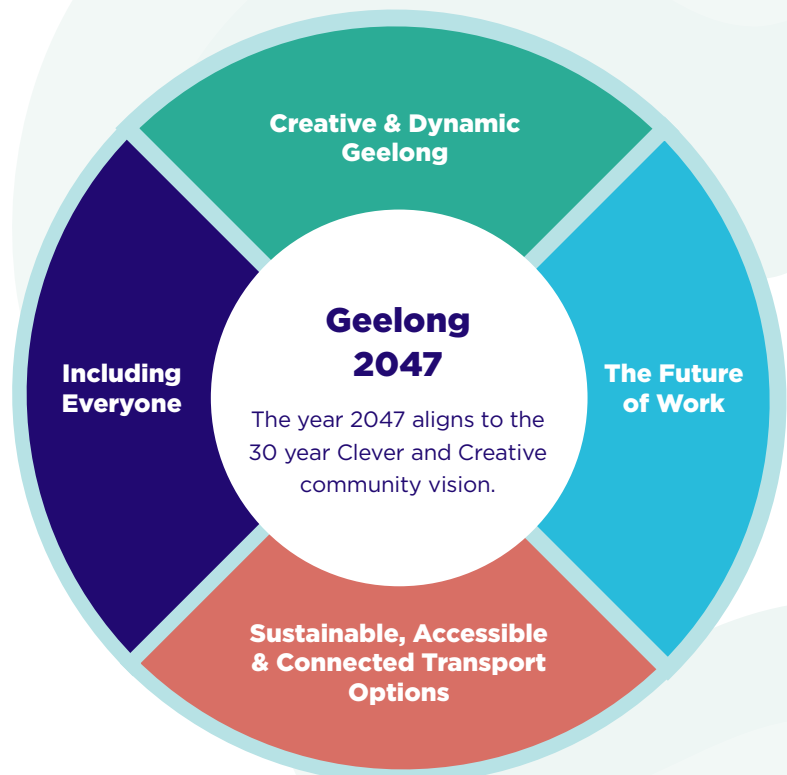 Creative & Dynamic
Geelong
Including
Everyone
Geelong
2047
The year 2047 aligns to the
30 year Clever and Creative
community vision.
The Future
of Work
Sustainable, Accessible
& Connected Transport
Options